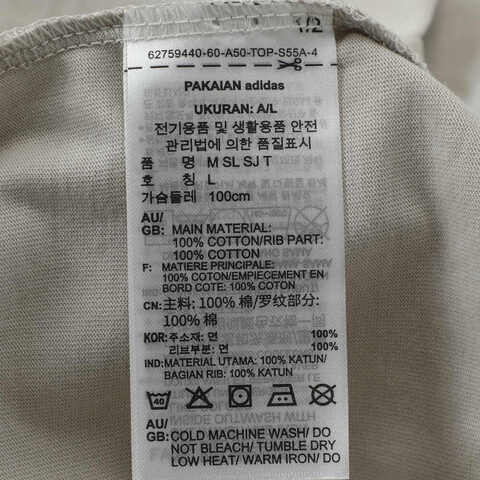 1/2
62759440-60-A50-TOP-S55A-4
PAKAIAN adidas
UKURAN: A/L
전기용품 및 생활용품 안전
관리법에 의한 품질표시
품 명 M SL SJ T
호 칭 L
가슴둘레 100cm
AU/
GB: MAIN MATERIAL:
100% COTTON/RIB PART:
100% COTTON
F: MATIERE PRINCIPALE:
100% COTON/EMPIECEMENT EN
BORD COTE: 100% COTON
CN: 主料: 100% 棉/罗纹部分:
100% 棉
KOR: 주소재: 면 100%
리브부분: 면 100%
IND: MATERIAL UTAMA: 100% KATUN/
BAGIAN RIB: 100% KATUN
40
AU/
GB: COLD MACHINE WASH/ DO
NOT BLEACH/ TUMBLE DRY
LOW HEAT/ WARM IRON/ DO